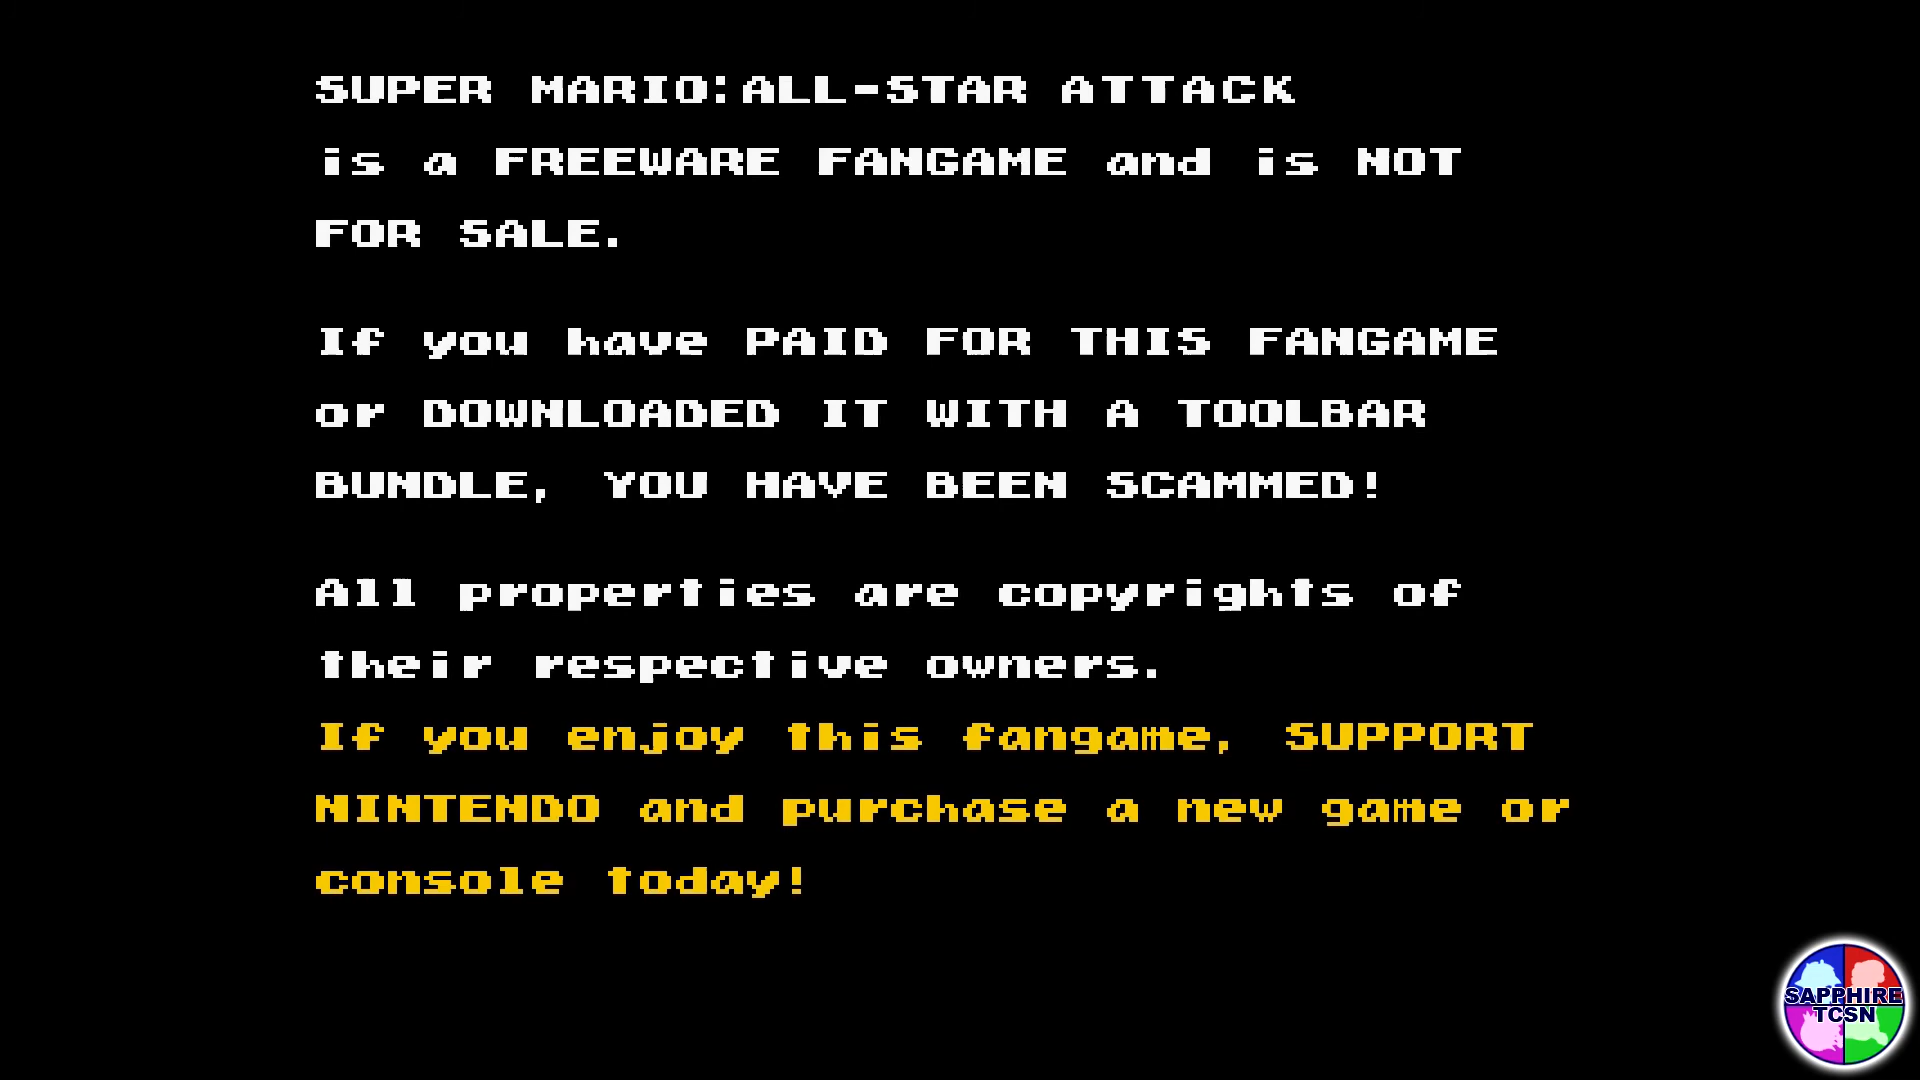 SUPER MARIO:ALL-STAR ATTACK
is a FREEWARE FANGAME and is NOT
FOR SALE.
If you have PAID FOR THIS FANGAME
or DOWNLOADED IT WITH A TOOLBAR
BUNDLE, YOU HAVE BEEN SCAMMED!
All properties are copyrights of
their respective owners.
If you enjoy this fangame, SUPPORT
NINTENDO and purchase a new game or
console today!
SAPPHIRE
TCSN